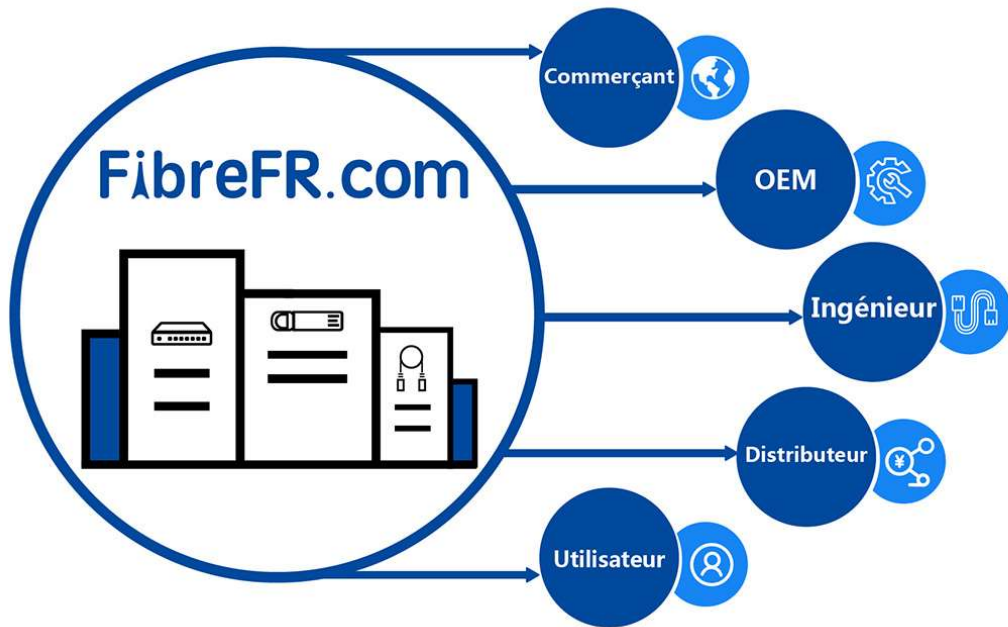 Commerçant
FibreFR.com
OEM
Ingénieur
Distributeur
¥
Utilisateur